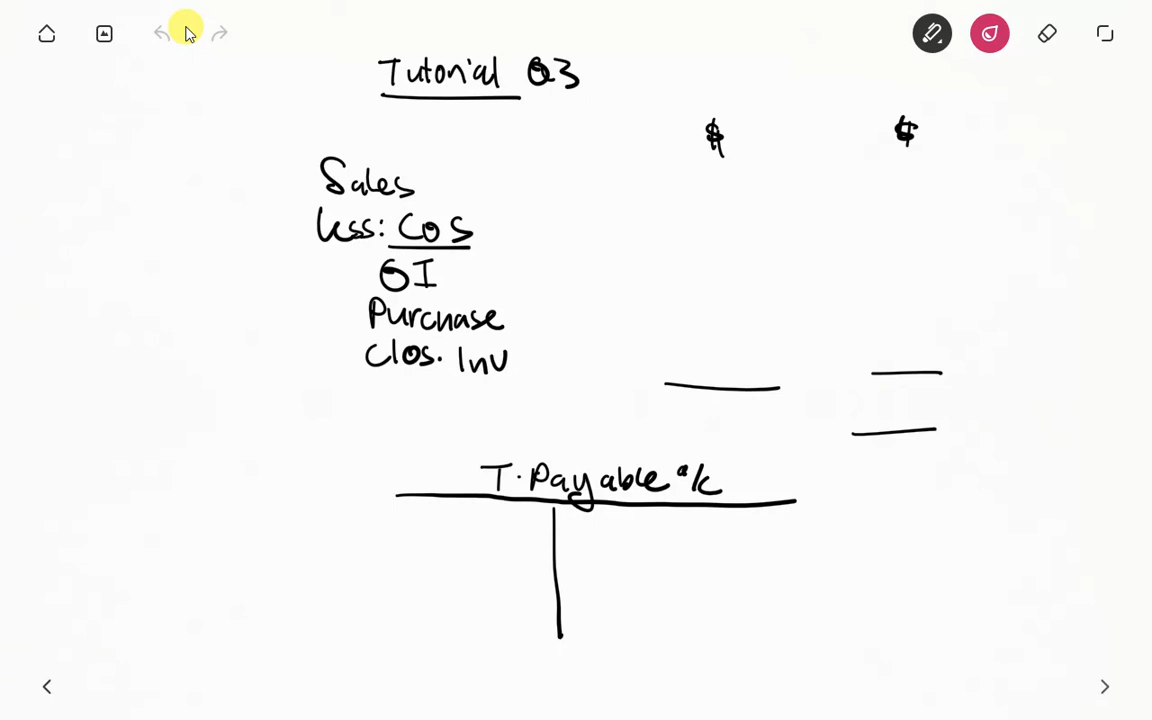 Tutorial Q3
$ $
Sales
less: COS
OI
Purchase
Clos. Inv
T. Payable a/c